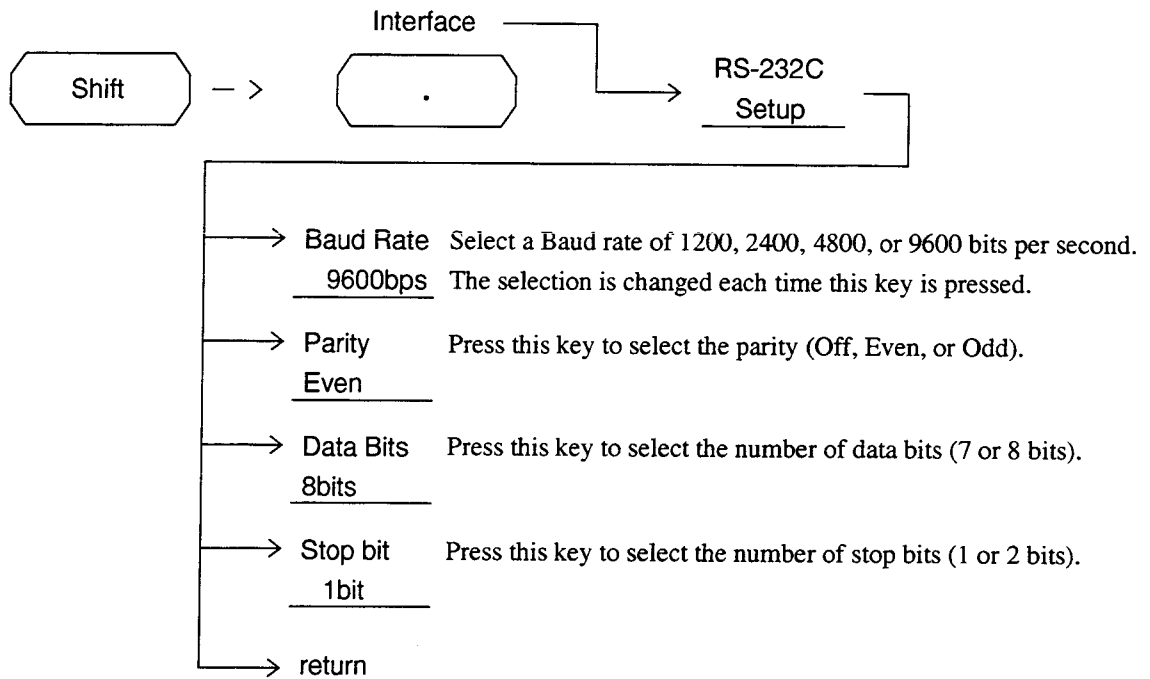 Interface
Shift
- >
.
RS-232C
Setup
Baud Rate Select a Baud rate of 1200, 2400, 4800, or 9600 bits per second.
9600bps The selection is changed each time this key is pressed.
Parity Press this key to select the parity (Off, Even, or Odd).
Even
Data Bits Press this key to select the number of data bits (7 or 8 bits).
8bits
Stop bit Press this key to select the number of stop bits (1 or 2 bits).
1bit
return